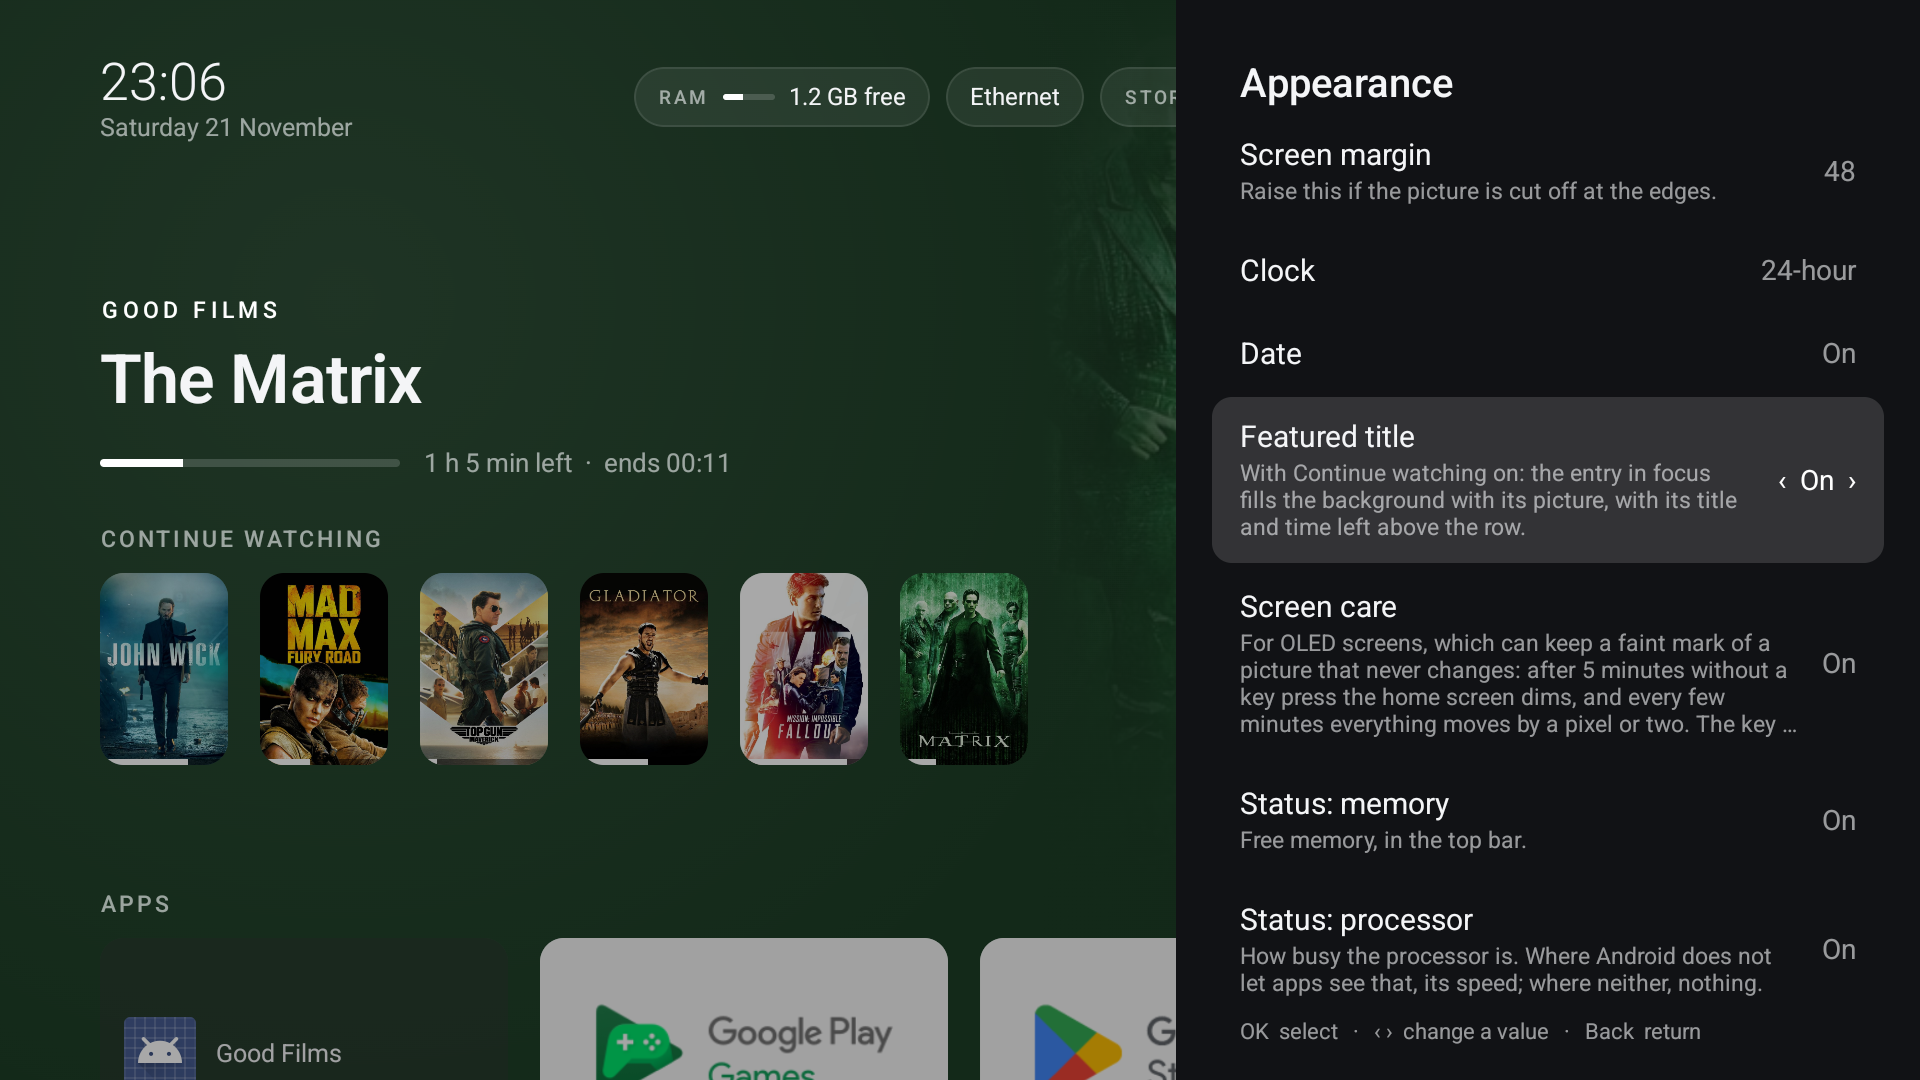 23:06
Saturday 21 November
RAM 1.2 GB free
Ethernet
STOR
GOOD FILMS
The Matrix
1 h 5 min left · ends 00:11
CONTINUE WATCHING
JOHN WICK
MAD
MAX
FURY ROAD
TOPGUN
MAVERICK
GLADIATOR
MISSION: IMPOSSIBLE
FALLOUT
MATRIX
APPS
Good Films
Google Play
Games
G
St
Appearance
Screen margin
Raise this if the picture is cut off at the edges.
48
Clock
24-hour
Date
On
Featured title
With Continue watching on: the entry in focus
fills the background with its picture, with its title
and time left above the row.
‹ On ›
Screen care
For OLED screens, which can keep a faint mark of a
picture that never changes: after 5 minutes without a
key press the home screen dims, and every few
minutes everything moves by a pixel or two. The key …
On
Status: memory
Free memory, in the top bar.
On
Status: processor
How busy the processor is. Where Android does not
let apps see that, its speed; where neither, nothing.
On
OK select · ‹ › change a value · Back return